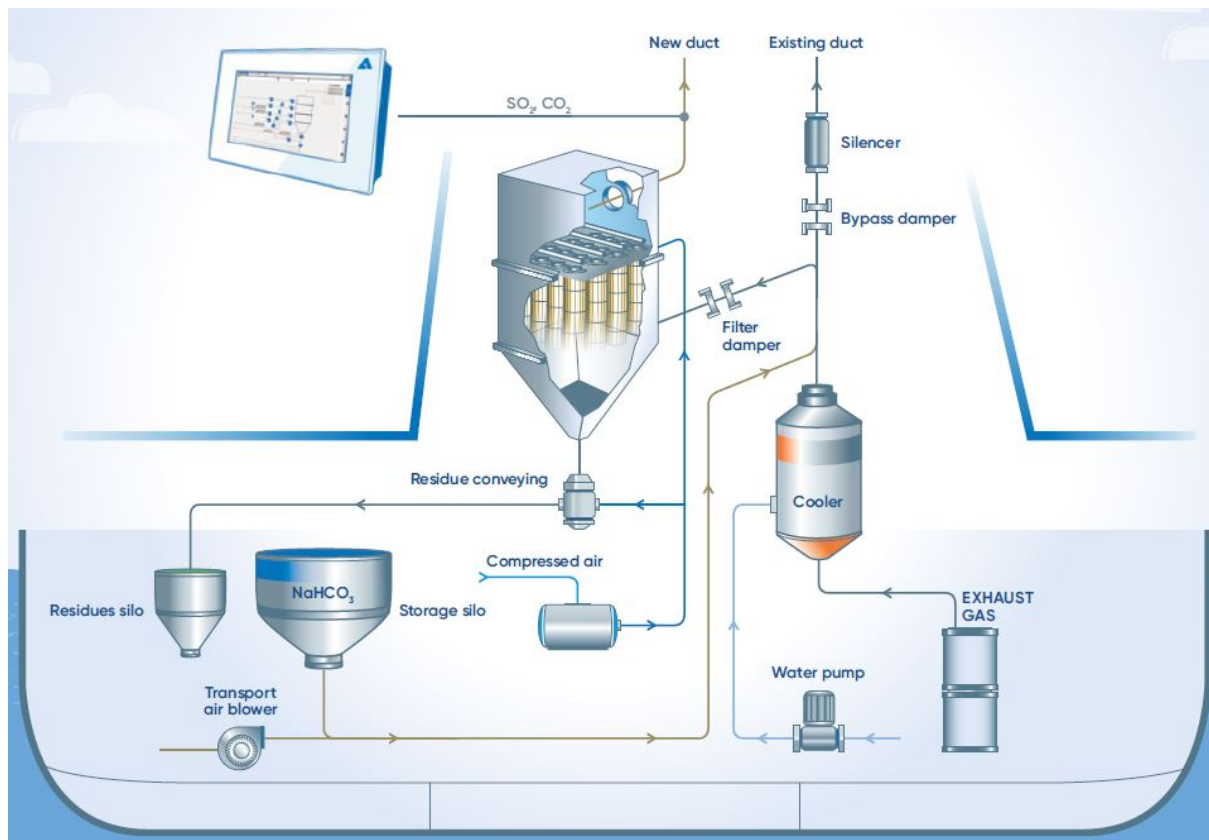 New duct
Existing duct
SO₂, CO₂
Silencer
Bypass damper
Filter
damper
Residue conveying
Cooler
Compressed air
NaHCO₃
Residues silo
Storage silo
EXHAUST
GAS
Water pump
Transport
air blower